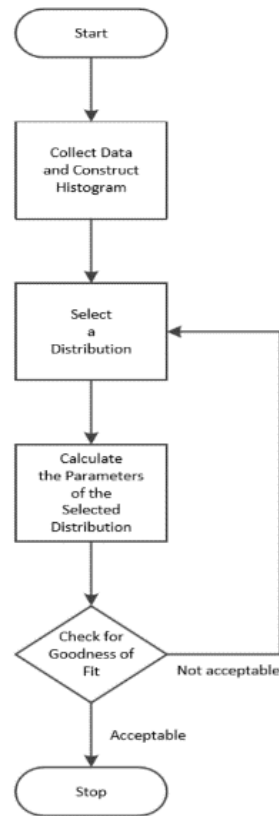 Start
Collect Data
and Construct
Histogram
Select
a
Distribution
Calculate
the Parameters
of the
Selected
Distribution
Check for
Goodness of
Fit
Not acceptable
Acceptable
Stop